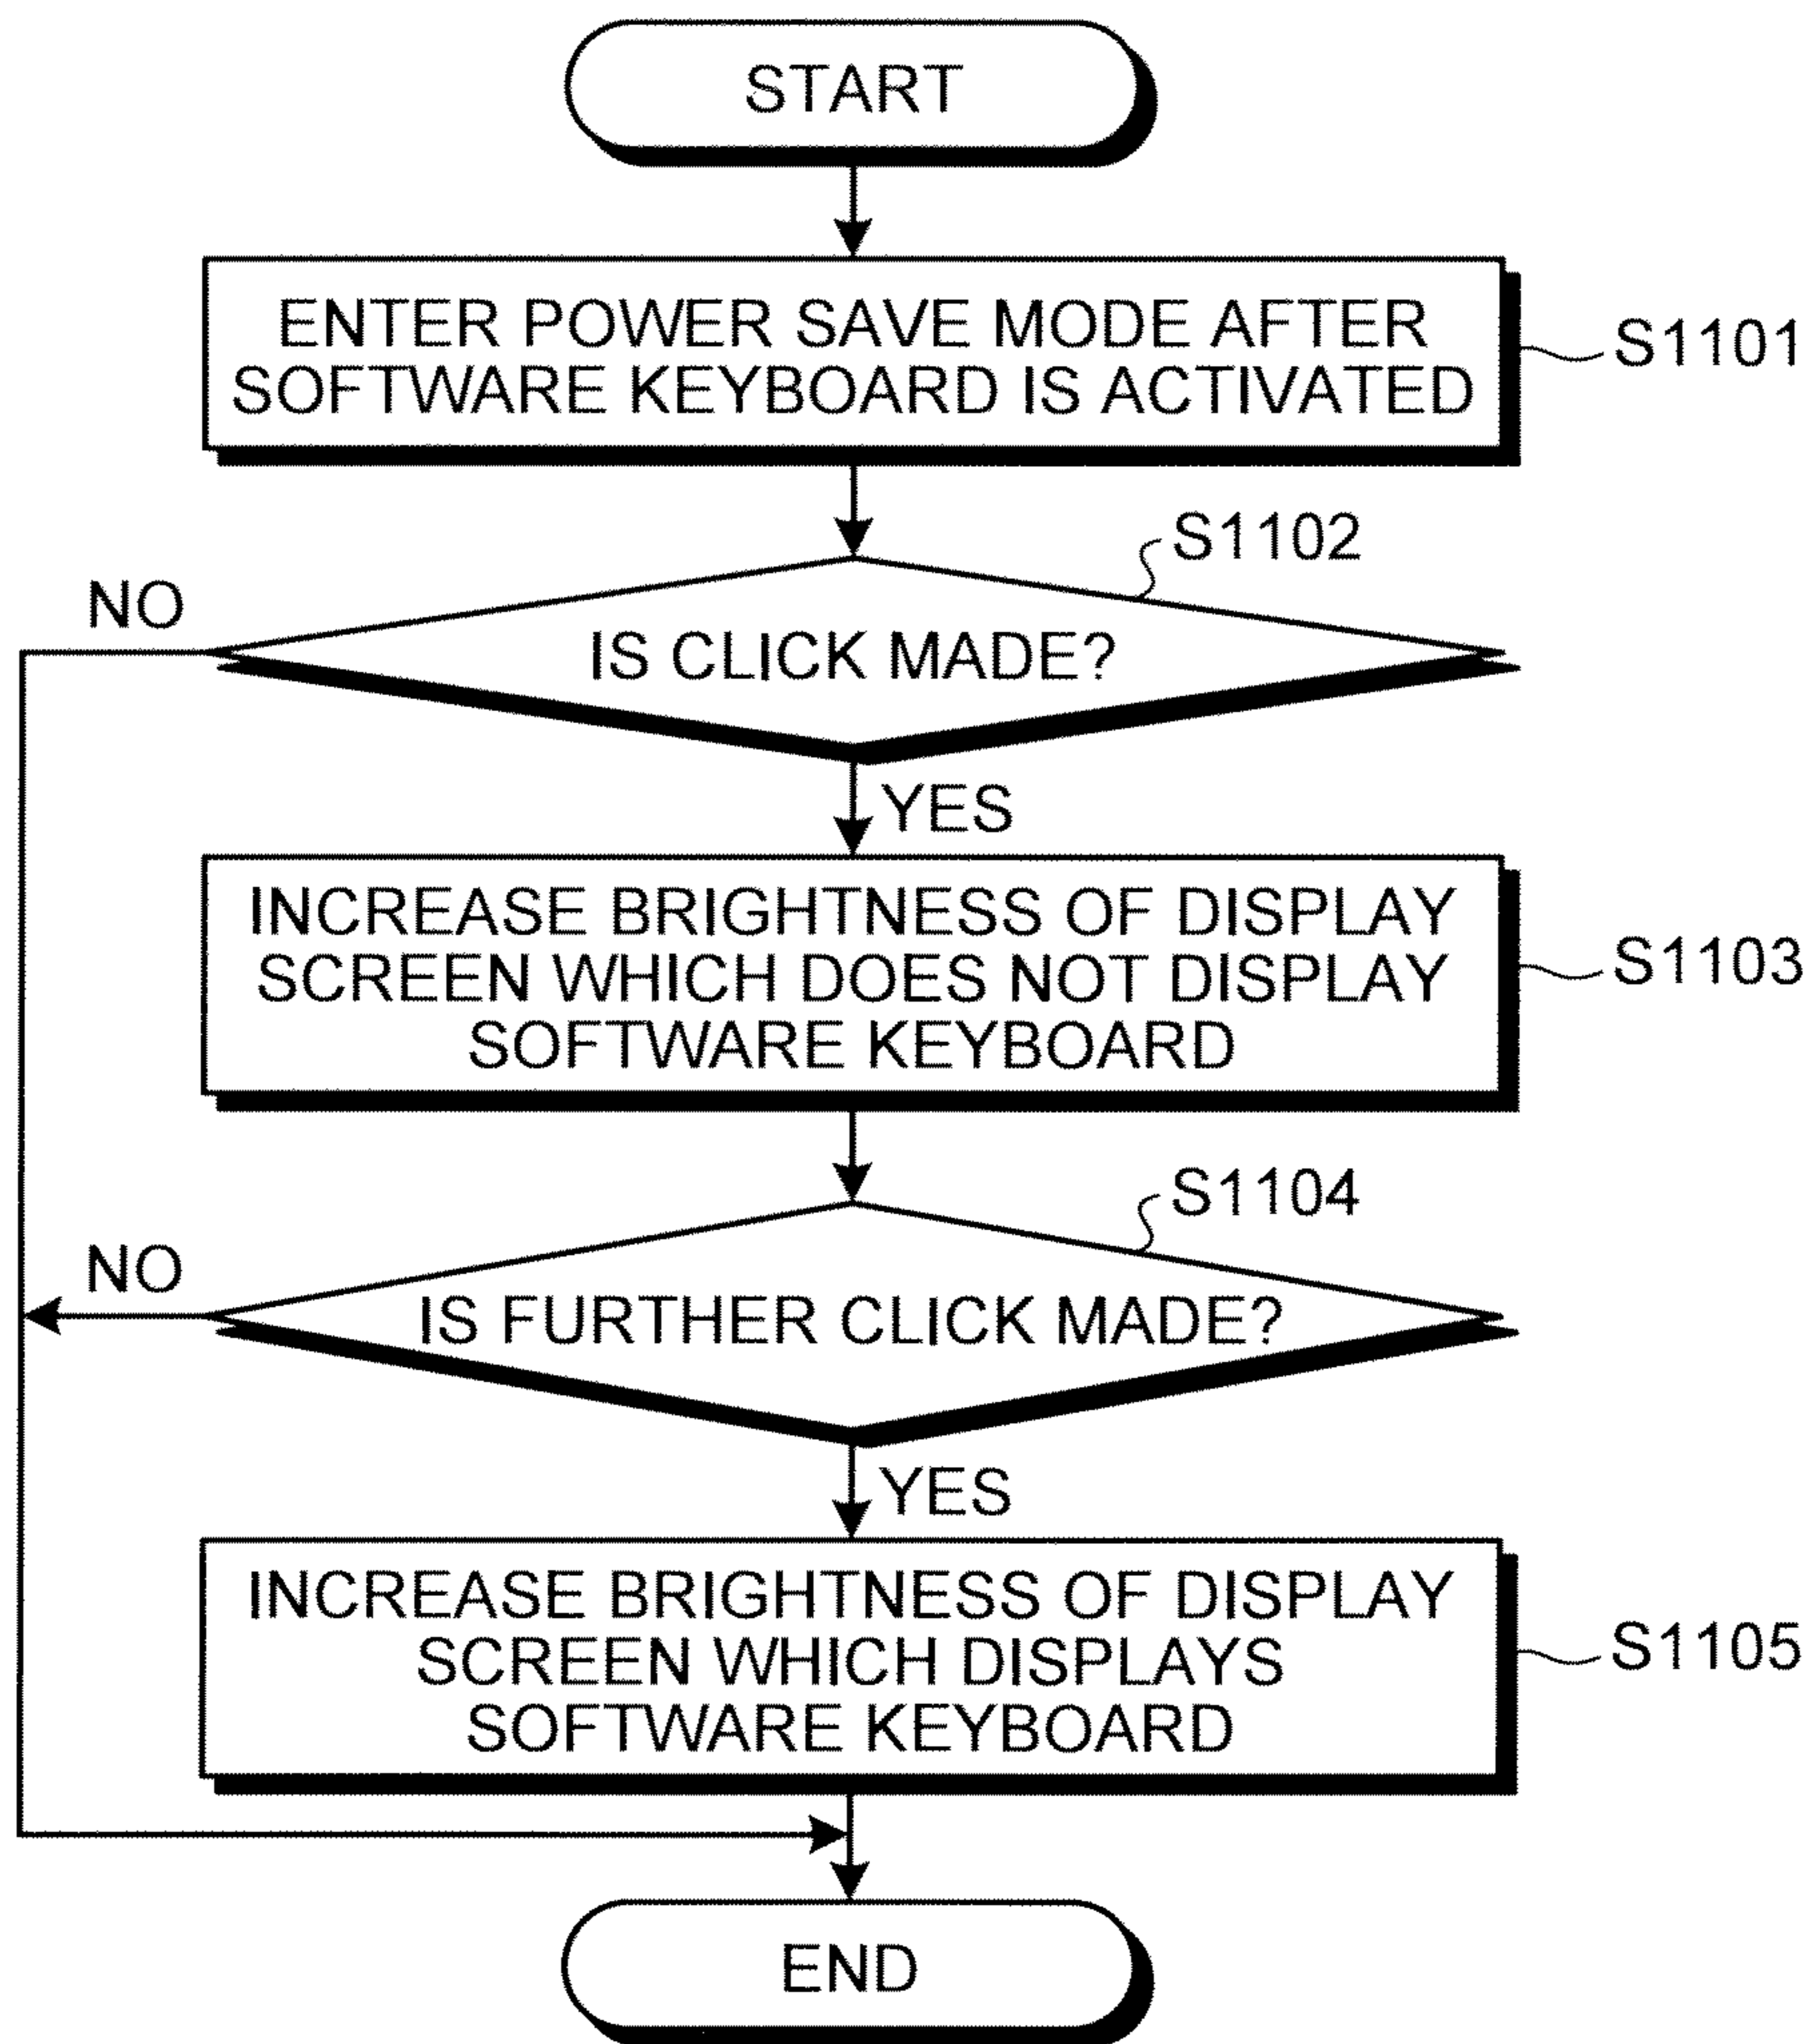 START
ENTER POWER SAVE MODE AFTER
SOFTWARE KEYBOARD IS ACTIVATED
S1101
S1102
NO
IS CLICK MADE?
YES
INCREASE BRIGHTNESS OF DISPLAY
SCREEN WHICH DOES NOT DISPLAY
SOFTWARE KEYBOARD
S1103
S1104
NO
IS FURTHER CLICK MADE?
YES
INCREASE BRIGHTNESS OF DISPLAY
SCREEN WHICH DISPLAYS
SOFTWARE KEYBOARD
S1105
END